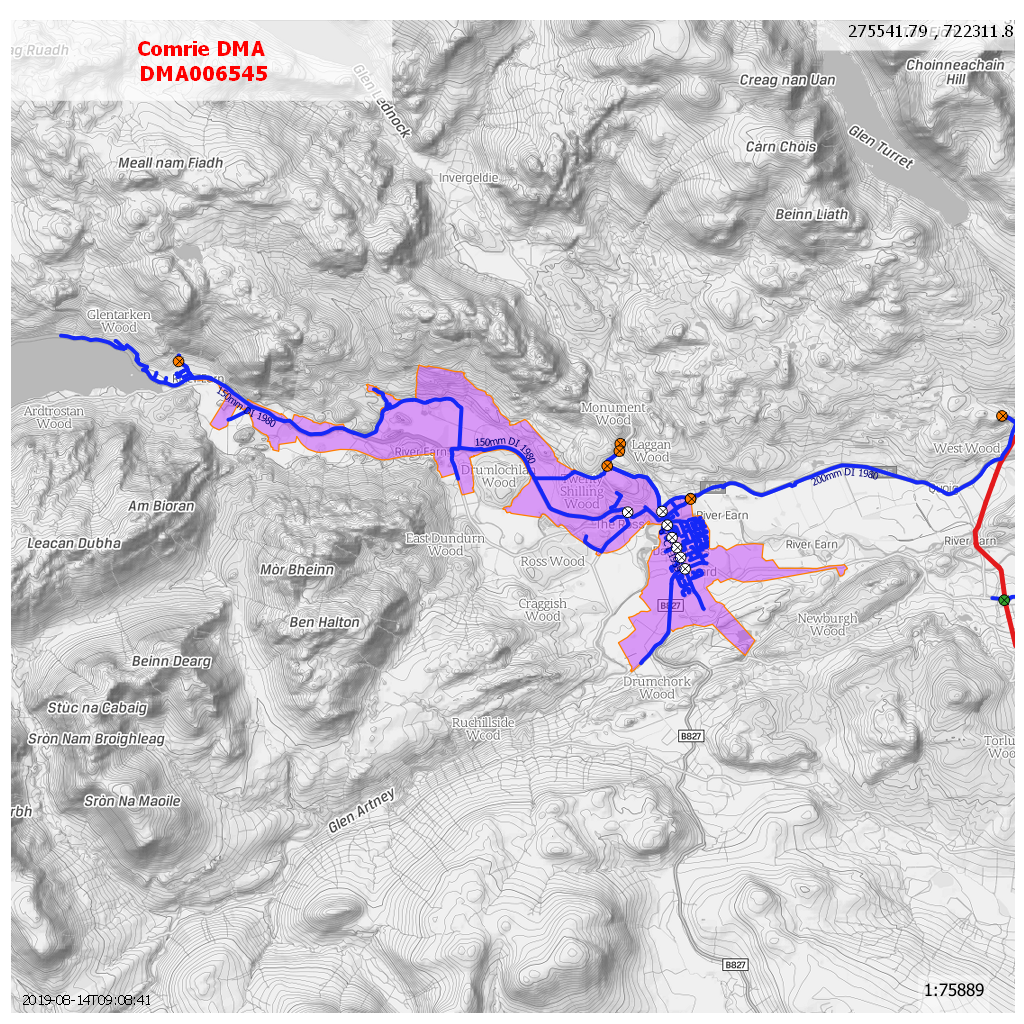 275541.79 , 722311.8
Comrie DMA
DMA006545
ag Ruadh
Choinneachain
Hill
Creag nan Uan
Glen Lednock
Glen Turret
Càrn Chòis
Meall nam Fiadh
Invergeldie
Beinn Liath
Glentarken
Wood
150mm DI 1980
Ardtrostan
Wood
Monument
Wood
150mm DI 1980
Laggan
Wood
West Wood
River Earn
Drumlochlan
Wood
200mm DI 1980
Twenty
Shilling
Wood
Am Bioran
River Earn
The Ross
Leacan Dubha
East Dundurn
Wood
River Earn
River Earn
Ross Wood
Mòr Bheinn
Craggish
Wood
B827
Ben Halton
Newburgh
Wood
Beinn Dearg
Drumchork
Wood
Stùc na Cabaig
Ruchillside
Wood
Sròn Nam Broighleag
B827
Torlu
Woo
Sròn Na Maoile
rbh
Glen Artney
B827
1:75889
2019-08-14T09:08:41